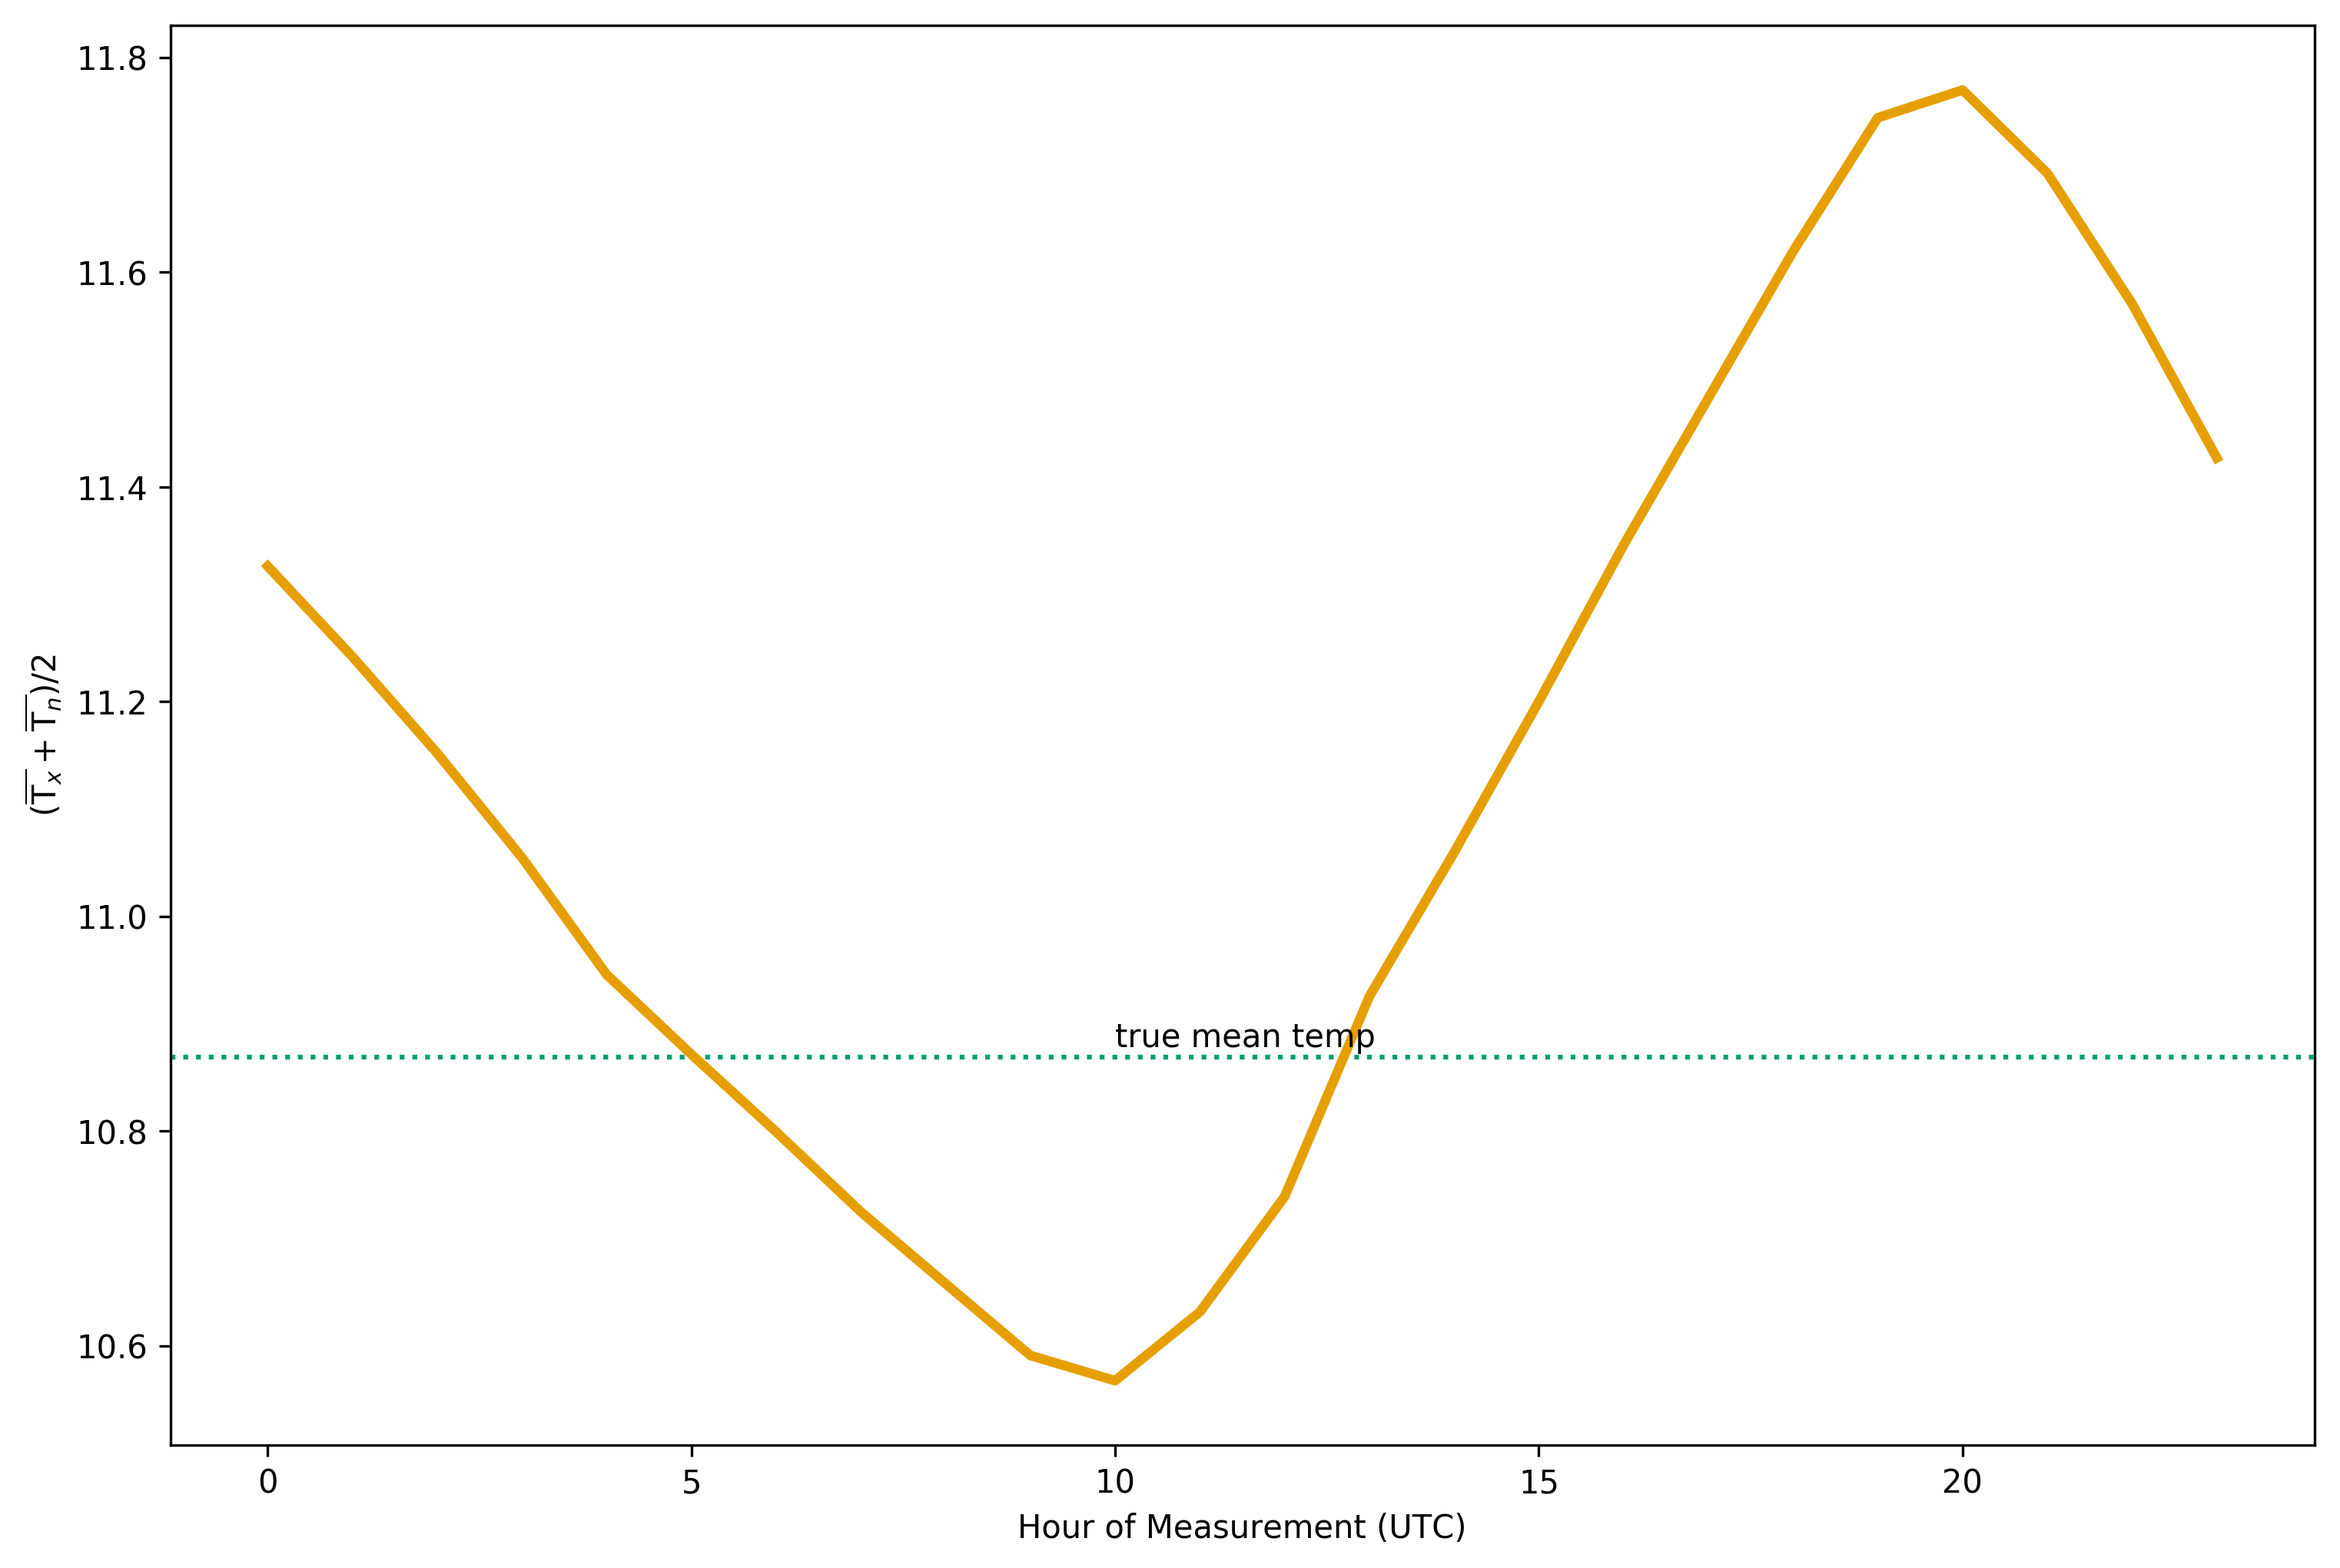 11.8
11.6
11.4
11.2
11.0
10.8
10.6
(T̅ₓ + T̅ₙ)/2
true mean temp
0 5 10 15 20
Hour of Measurement (UTC)